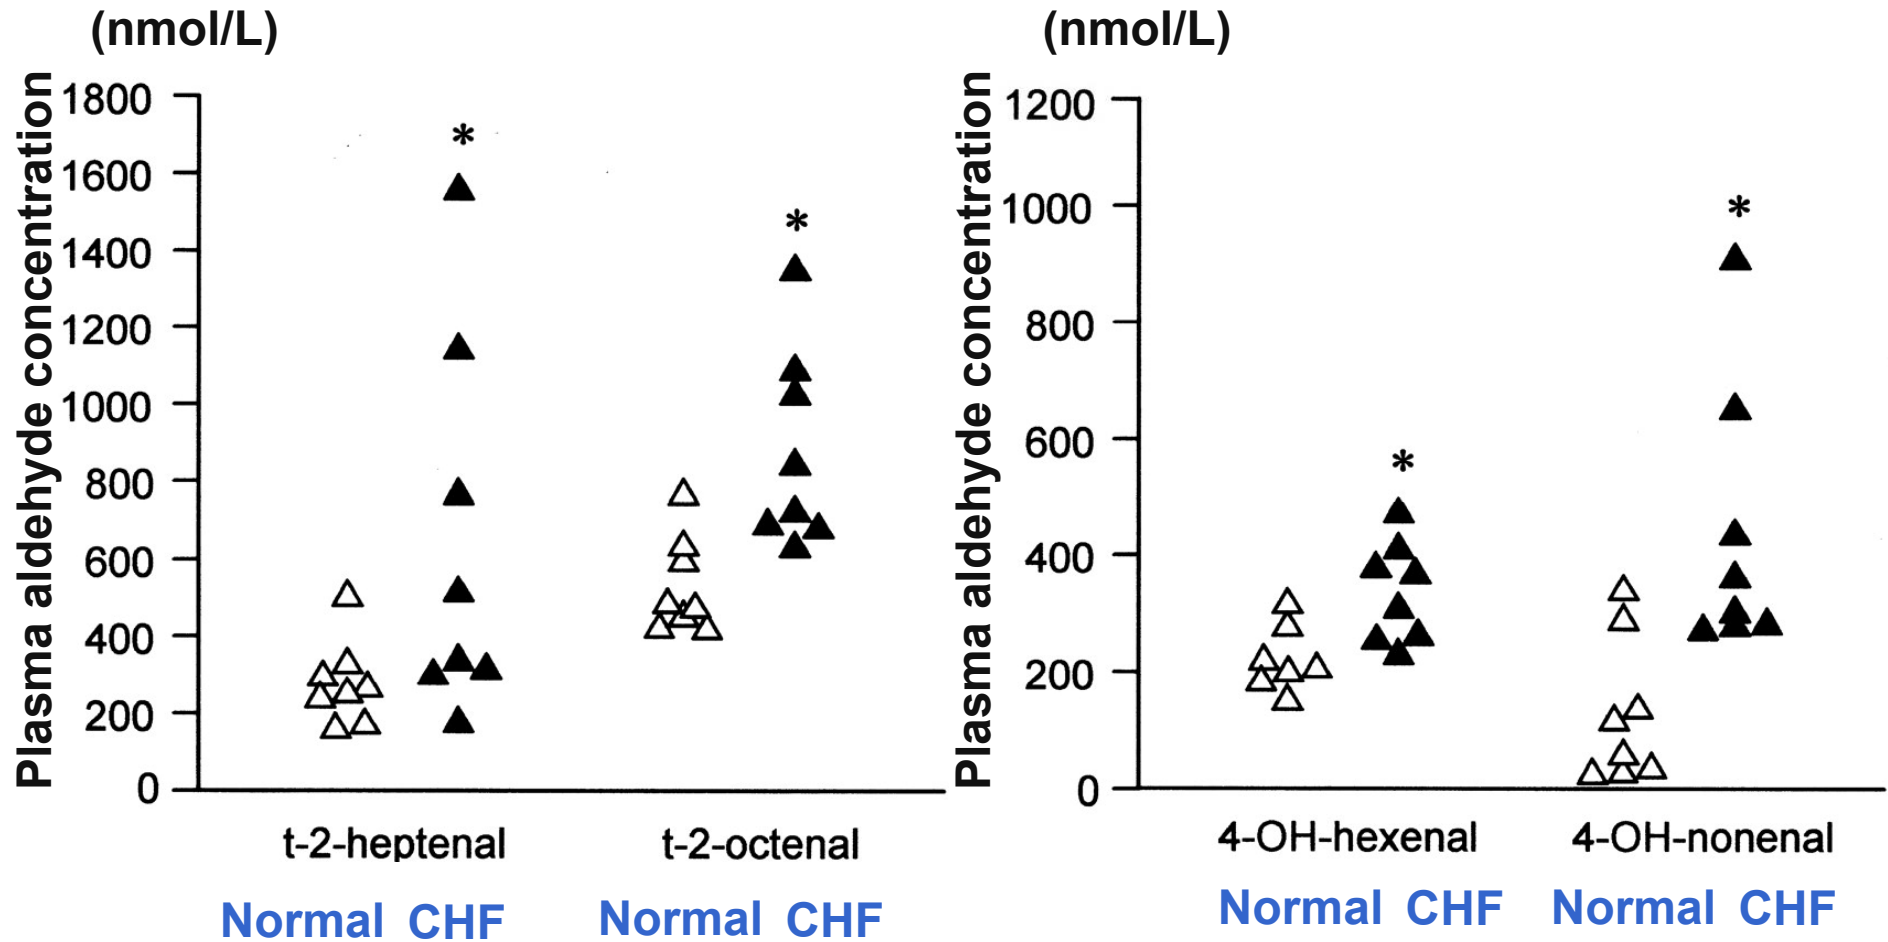 (nmol/L)
Plasma aldehyde concentration
1800
1600
1400
1200
1000
800
600
400
200
0
*
*
t-2-heptenal
t-2-octenal
Normal CHF
Normal CHF
(nmol/L)
Plasma aldehyde concentration
1200
1000
800
600
400
200
0
*
*
4-OH-hexenal
4-OH-nonenal
Normal CHF
Normal CHF